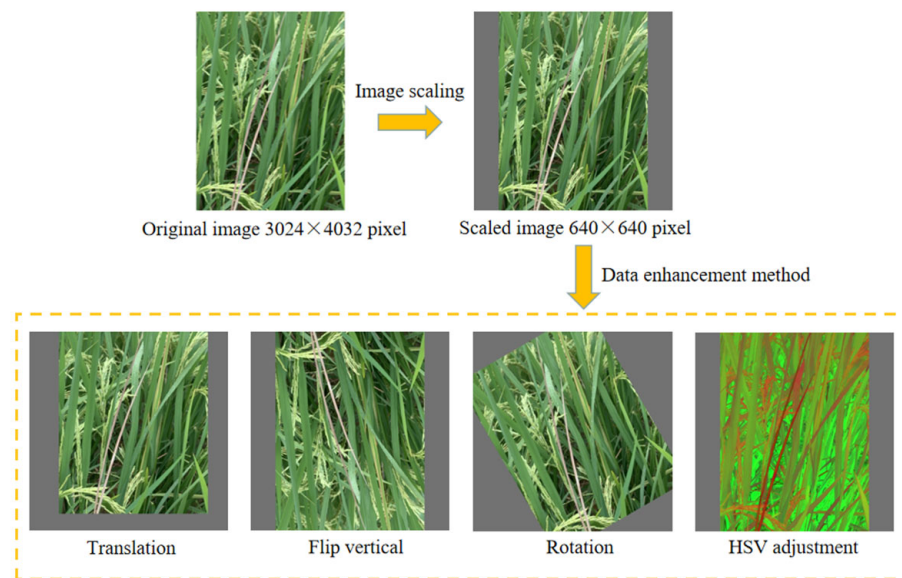 Image scaling
Original image 3024×4032 pixel
Scaled image 640×640 pixel
Data enhancement method
Translation
Flip vertical
Rotation
HSV adjustment